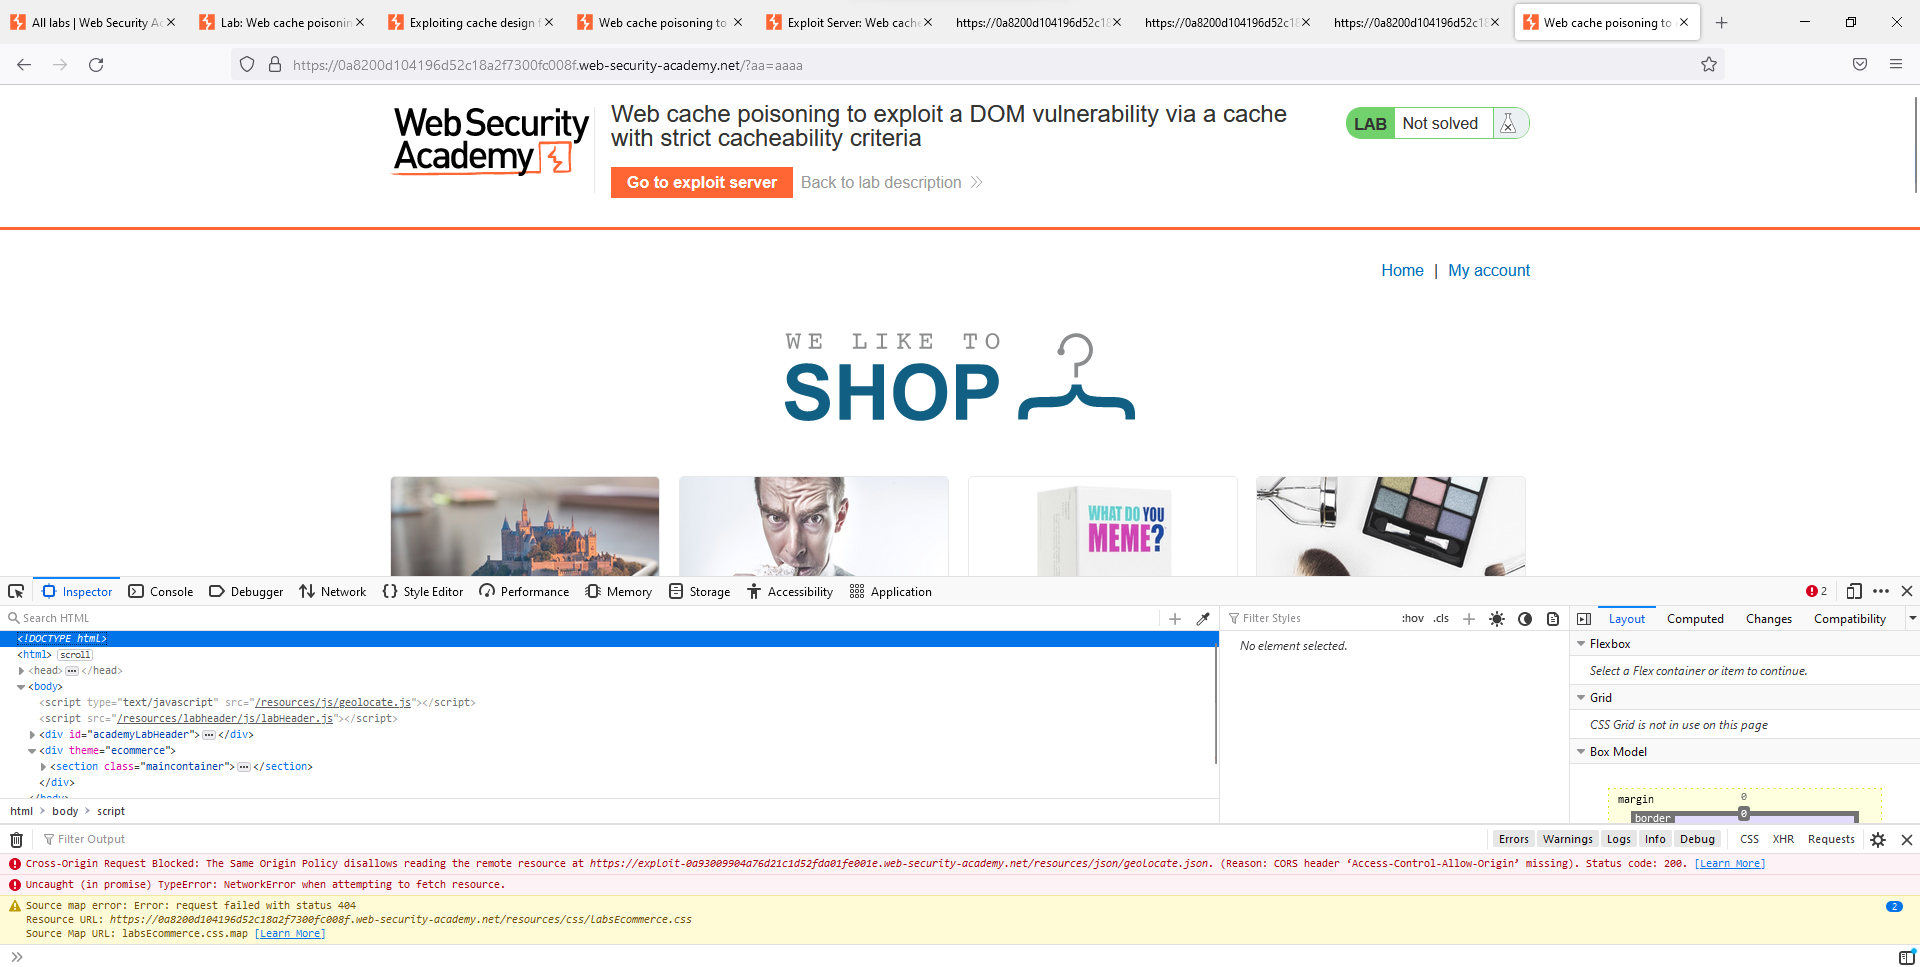 All labs | Web Security Ac
Lab: Web cache poisonin
Exploiting cache design f
Web cache poisoning to
Exploit Server: Web cache
https://0a8200d104196d52c18
https://0a8200d104196d52c18
https://0a8200d104196d52c18
Web cache poisoning to
https://0a8200d104196d52c18a2f7300fc008f.web-security-academy.net/?aa=aaaa
Web Security
Academy
Web cache poisoning to exploit a DOM vulnerability via a cache
with strict cacheability criteria
LAB Not solved
Go to exploit server
Back to lab description
Home | My account
WE LIKE TO
SHOP
WHAT DO YOU
MEME?
Inspector Console Debugger Network Style Editor Performance Memory Storage Accessibility Application 2
Search HTML
Filter Styles :hov .cls
Layout Computed Changes Compatibility
<!DOCTYPE html>
<html> scroll
<head> ••• </head>
<body>
<script type="text/javascript" src="/resources/js/geolocate.js"></script>
<script src="/resources/labheader/js/labHeader.js"></script>
<div id="academyLabHeader"> ••• </div>
<div theme="ecommerce">
<section class="maincontainer"> ••• </section>
</div>
</body>
No element selected.
Flexbox
Select a Flex container or item to continue.
Grid
CSS Grid is not in use on this page
Box Model
margin 0
border 0
html > body > script
Filter Output
Errors Warnings Logs Info Debug CSS XHR Requests
Cross-Origin Request Blocked: The Same Origin Policy disallows reading the remote resource at https://exploit-0a93009904a76d21c1d52fda01fe001e.web-security-academy.net/resources/json/geolocate.json. (Reason: CORS header ‘Access-Control-Allow-Origin’ missing). Status code: 200. [Learn More]
Uncaught (in promise) TypeError: NetworkError when attempting to fetch resource.
Source map error: Error: request failed with status 404
Resource URL: https://0a8200d104196d52c18a2f7300fc008f.web-security-academy.net/resources/css/labsEcommerce.css
Source Map URL: labsEcommerce.css.map [Learn More]
2